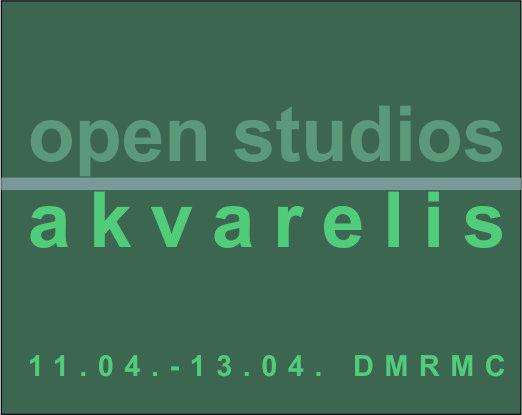 open studios
akvarelis
11.04.-13.04. DMRMC